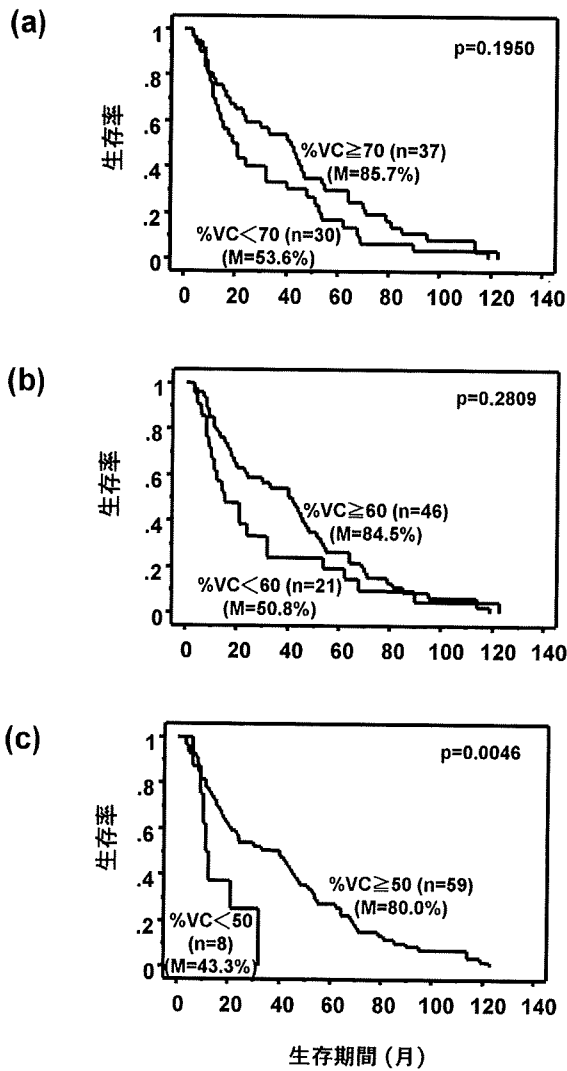 (a)
1
.8
.6
.4
.2
0
生存率
p=0.1950
%VC≧70 (n=37)
(M=85.7%)
%VC＜70 (n=30)
(M=53.6%)
0 20 40 60 80 100 120 140
(b)
1
.8
.6
.4
.2
0
生存率
p=0.2809
%VC≧60 (n=46)
(M=84.5%)
%VC＜60 (n=21)
(M=50.8%)
0 20 40 60 80 100 120 140
(c)
1
.8
.6
.4
.2
0
生存率
p=0.0046
%VC≧50 (n=59)
(M=80.0%)
%VC＜50
(n=8)
(M=43.3%)
0 20 40 60 80 100 120 140
生存期間 (月)